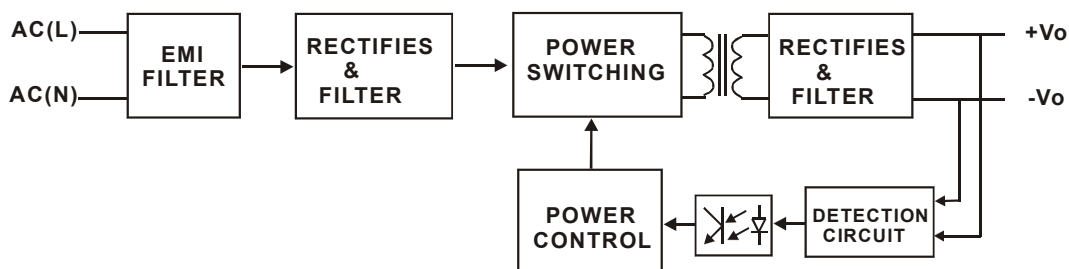 AC(L)
AC(N)
EMI
FILTER
RECTIFIES
&
FILTER
POWER
SWITCHING
RECTIFIES
&
FILTER
+Vo
-Vo
POWER
CONTROL
DETECTION
CIRCUIT